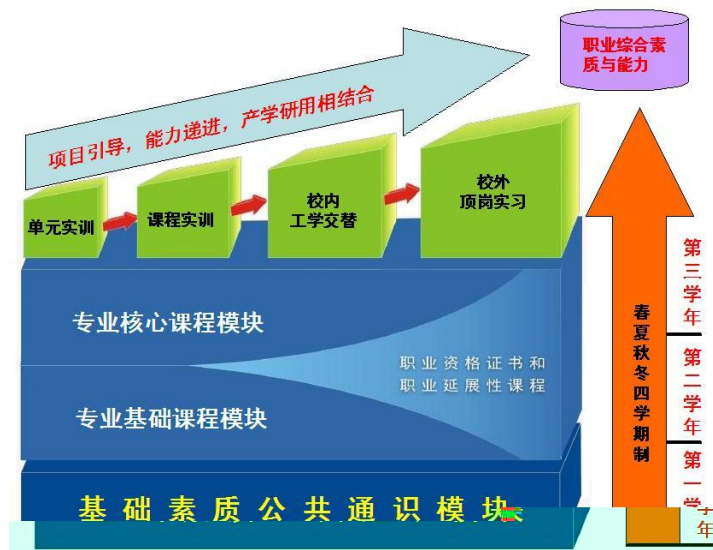 职业综合素
质与能力
项目引导，能力递进，产学研用相结合
单元实训
课程实训
校内
工学交替
校外
顶岗实习
专业核心课程模块
职业资格证书和
职业延展性课程
专业基础课程模块
基础素质公共通识模块
春夏秋冬四学期制
第三学年
第二学年
第一学年